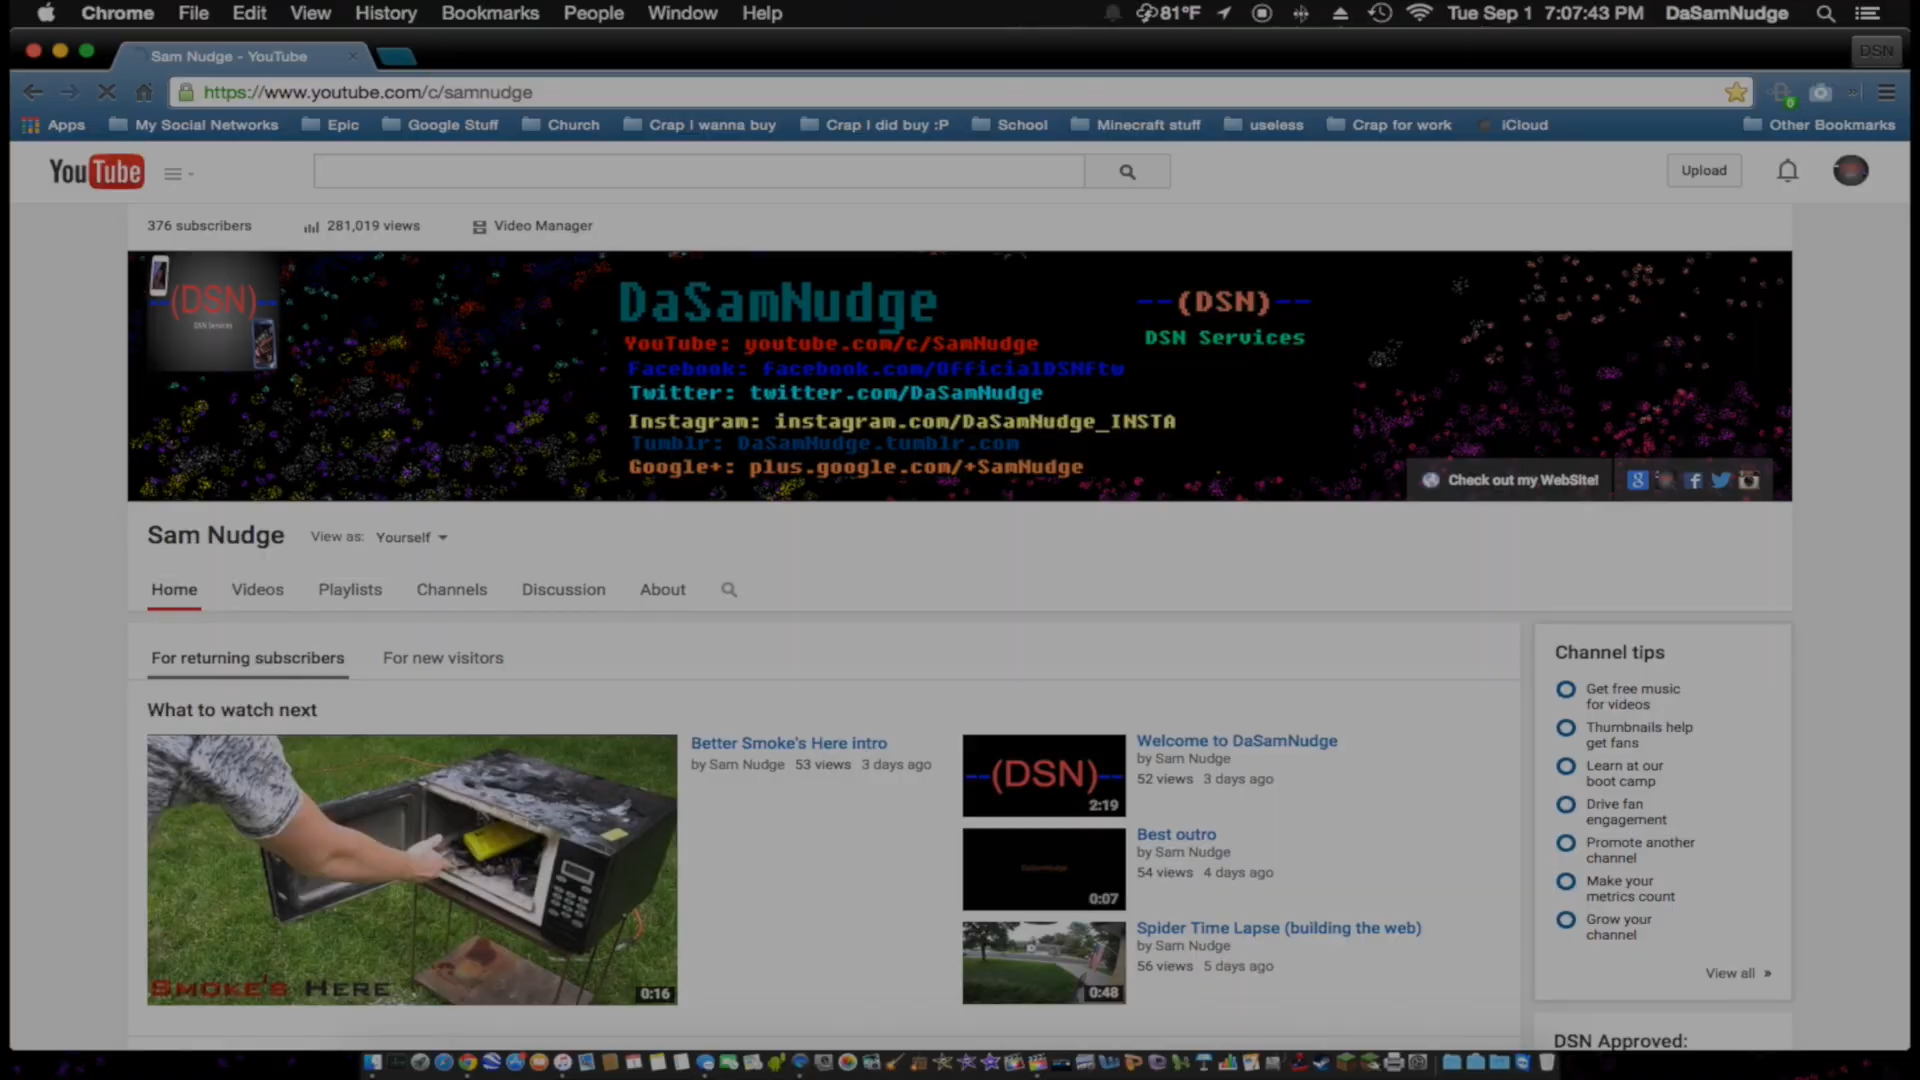 Chrome File Edit View History Bookmarks People Window Help 81°F Tue Sep 1 7:07:43 PM DaSamNudge
Sam Nudge - YouTube DSN
https://www.youtube.com/c/samnudge
Apps My Social Networks Epic Google Stuff Church Crap I wanna buy Crap I did buy :P School Minecraft stuff useless Crap for work iCloud Other Bookmarks
YouTube Upload
376 subscribers 281,019 views Video Manager
(DSN)
DSN Services
DaSamNudge
--(DSN)--
DSN Services
YouTube: youtube.com/c/SamNudge
Facebook: facebook.com/OfficialDSNftw
Twitter: twitter.com/DaSamNudge
Instagram: instagram.com/DaSamNudge_INSTA
Tumblr: DaSamNudge.tumblr.com
Google+: plus.google.com/+SamNudge
Check out my WebSite!
Sam Nudge View as: Yourself
Home Videos Playlists Channels Discussion About
For returning subscribers For new visitors
What to watch next
SMOKE'S HERE
0:16
Better Smoke's Here intro
by Sam Nudge 53 views 3 days ago
--(DSN)--
2:19
Welcome to DaSamNudge
by Sam Nudge
52 views 3 days ago
DaSamNudge
0:07
Best outro
by Sam Nudge
54 views 4 days ago
0:48
Spider Time Lapse (building the web)
by Sam Nudge
56 views 5 days ago
Channel tips
Get free music
for videos
Thumbnails help
get fans
Learn at our
boot camp
Drive fan
engagement
Promote another
channel
Make your
metrics count
Grow your
channel
View all »
DSN Approved: